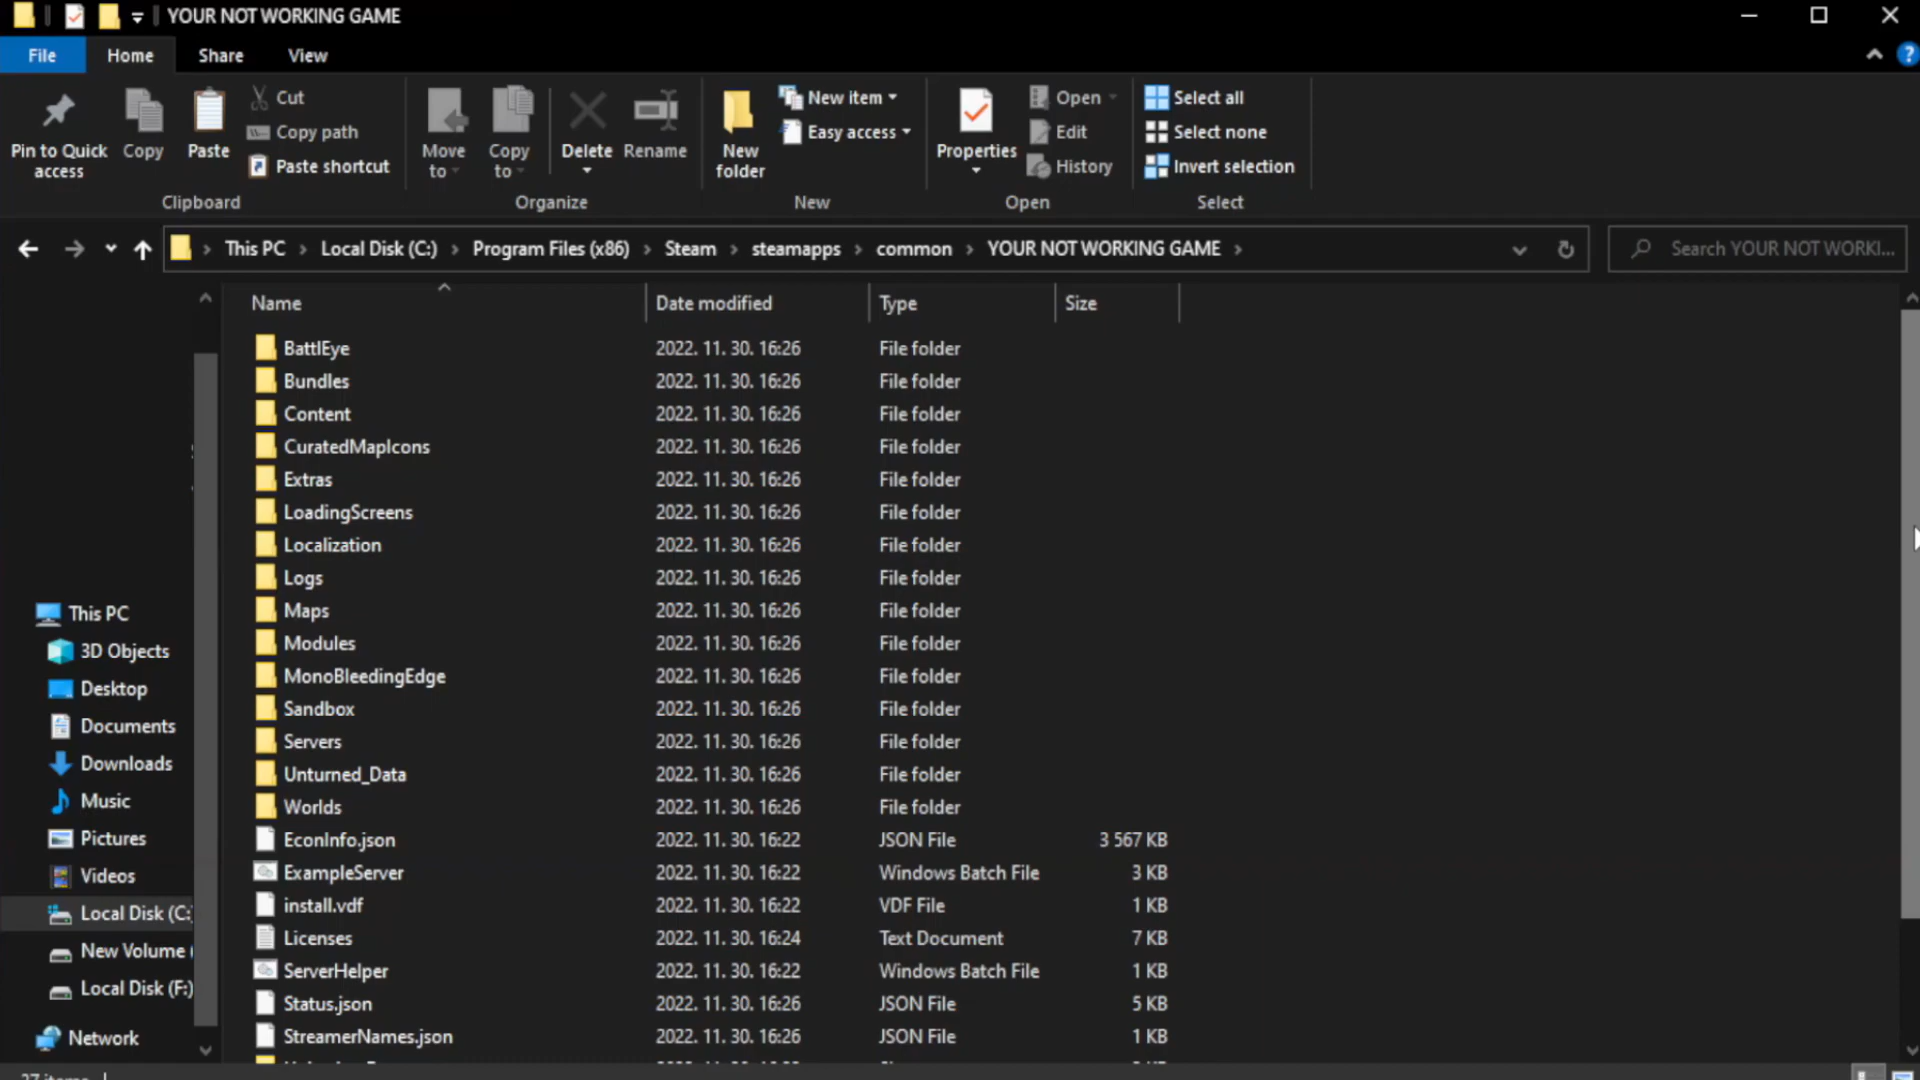 YOUR NOT WORKING GAME
File Home Share View
Pin to Quick access
Copy
Paste
Cut
Copy path
Paste shortcut
Move to
Copy to
Delete
Rename
New folder
New item
Easy access
Properties
Open
Edit
History
Select all
Select none
Invert selection
Clipboard Organize New Open Select
This PC Local Disk (C:) Program Files (x86) Steam steamapps common YOUR NOT WORKING GAME
Search YOUR NOT WORKI...
Name Date modified Type Size
BattlEye 2022. 11. 30. 16:26 File folder
Bundles 2022. 11. 30. 16:26 File folder
Content 2022. 11. 30. 16:26 File folder
CuratedMapIcons 2022. 11. 30. 16:26 File folder
Extras 2022. 11. 30. 16:26 File folder
LoadingScreens 2022. 11. 30. 16:26 File folder
Localization 2022. 11. 30. 16:26 File folder
Logs 2022. 11. 30. 16:26 File folder
Maps 2022. 11. 30. 16:26 File folder
Modules 2022. 11. 30. 16:26 File folder
MonoBleedingEdge 2022. 11. 30. 16:26 File folder
Sandbox 2022. 11. 30. 16:26 File folder
Servers 2022. 11. 30. 16:26 File folder
Unturned_Data 2022. 11. 30. 16:26 File folder
Worlds 2022. 11. 30. 16:26 File folder
EconInfo.json 2022. 11. 30. 16:22 JSON File 3 567 KB
ExampleServer 2022. 11. 30. 16:22 Windows Batch File 3 KB
install.vdf 2022. 11. 30. 16:22 VDF File 1 KB
Licenses 2022. 11. 30. 16:24 Text Document 7 KB
ServerHelper 2022. 11. 30. 16:22 Windows Batch File 1 KB
Status.json 2022. 11. 30. 16:26 JSON File 5 KB
StreamerNames.json 2022. 11. 30. 16:26 JSON File 1 KB
This PC
3D Objects
Desktop
Documents
Downloads
Music
Pictures
Videos
Local Disk (C:
New Volume (
Local Disk (F:)
Network